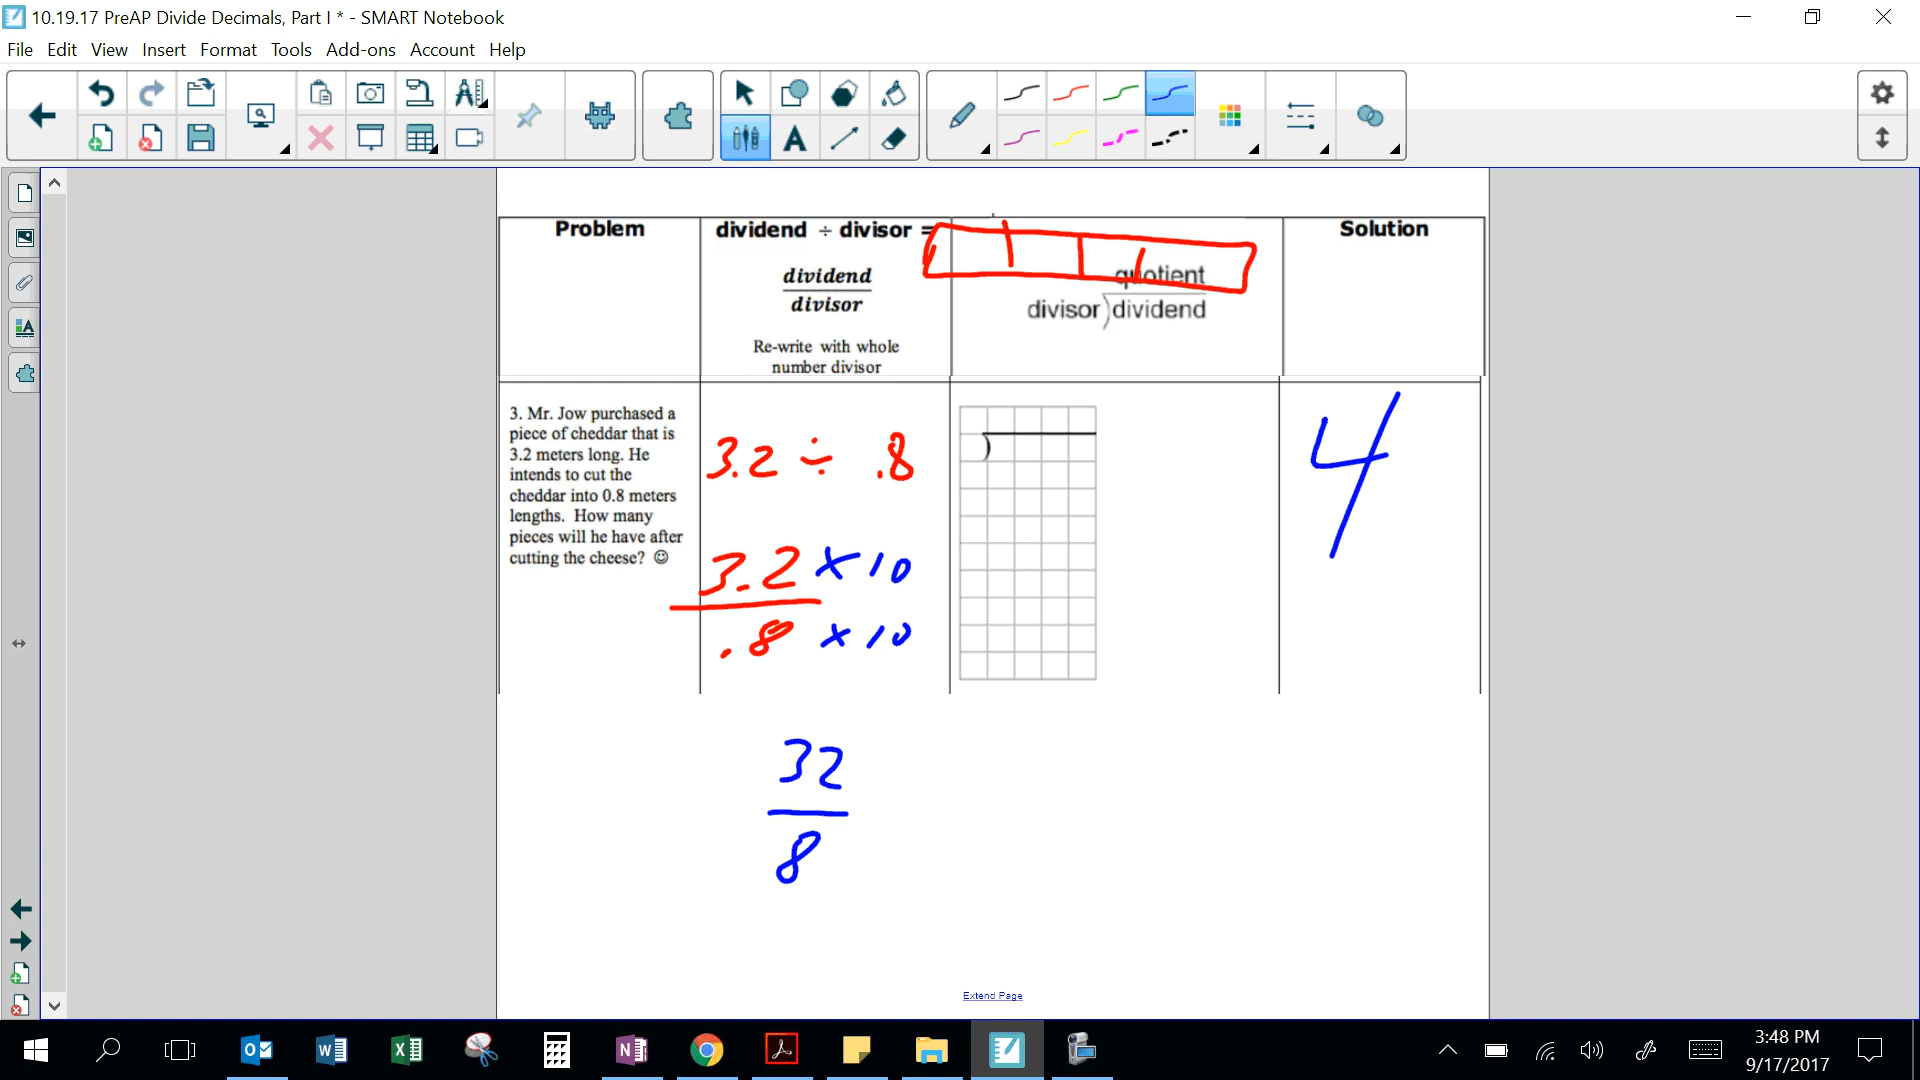 10.19.17 PreAP Divide Decimals, Part I * - SMART Notebook
File Edit View Insert Format Tools Add-ons Account Help
Problem
dividend ÷ divisor =
dividend
divisor
Re-write with whole
number divisor
quotient
divisor)dividend
Solution
3. Mr. Jow purchased a
piece of cheddar that is
3.2 meters long. He
intends to cut the
cheddar into 0.8 meters
lengths. How many
pieces will he have after
cutting the cheese? ☺
3.2 ÷ .8
3.2 x 10
.8 x 10
4
32
8
Extend Page
3:48 PM
9/17/2017